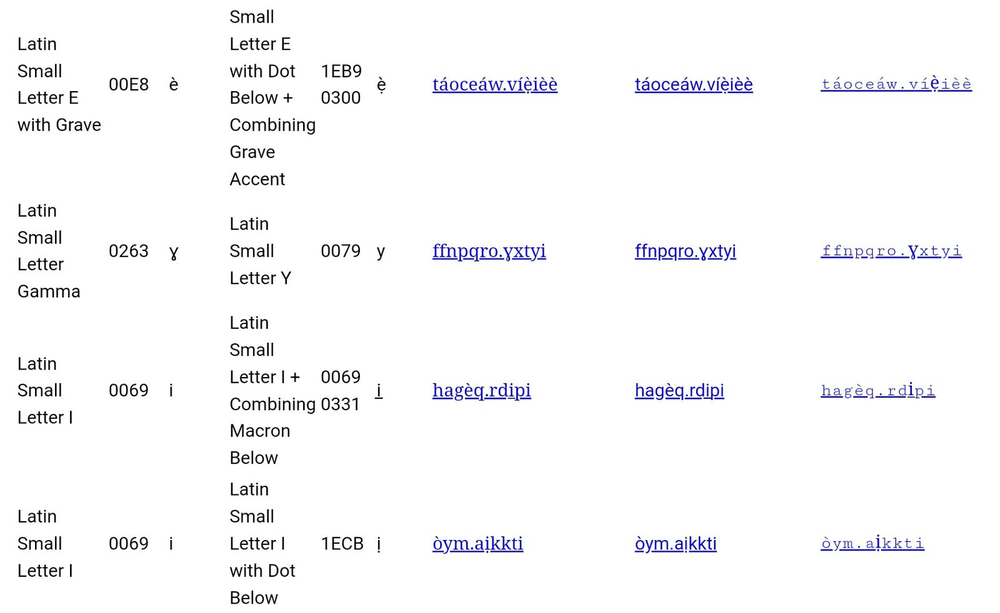 Latin
Small
Letter E
with Grave
00E8
è
Small
Letter E
with Dot
Below +
Combining
Grave
Accent
1EB9
0300
ẹ̀
táoceáw.víẹ̀ièè
táoceáw.víẹ̀ièè
táoceáw.víẹ̀ièè
Latin
Small
Letter
Gamma
0263
ɣ
Latin
Small
Letter Y
0079
y
ffnpqro.ɣxtyi
ffnpqro.ɣxtyi
ffnpqro.ɣxtyi
Latin
Small
Letter I
0069
i
Latin
Small
Letter I +
Combining
Macron
Below
0069
0331
i̱
hagèq.rdi̱pi
hagèq.rdi̱pi
hagèq.rdi̱pi
Latin
Small
Letter I
0069
i
Latin
Small
Letter I
with Dot
Below
1ECB
ị
òym.aịkkti
òym.aịkkti
òym.aịkkti